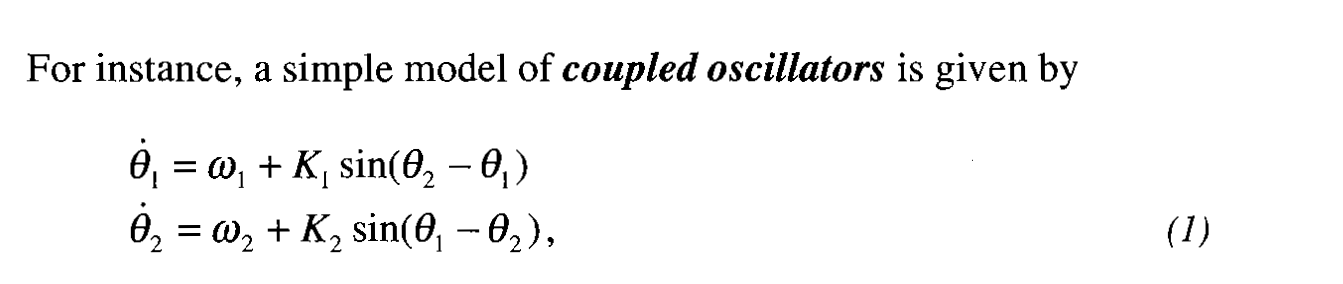 For instance, a simple model of coupled oscillators is given by
θ̇₁ = ω₁ + K₁ sin(θ₂ − θ₁)
θ̇₂ = ω₂ + K₂ sin(θ₁ − θ₂), (1)